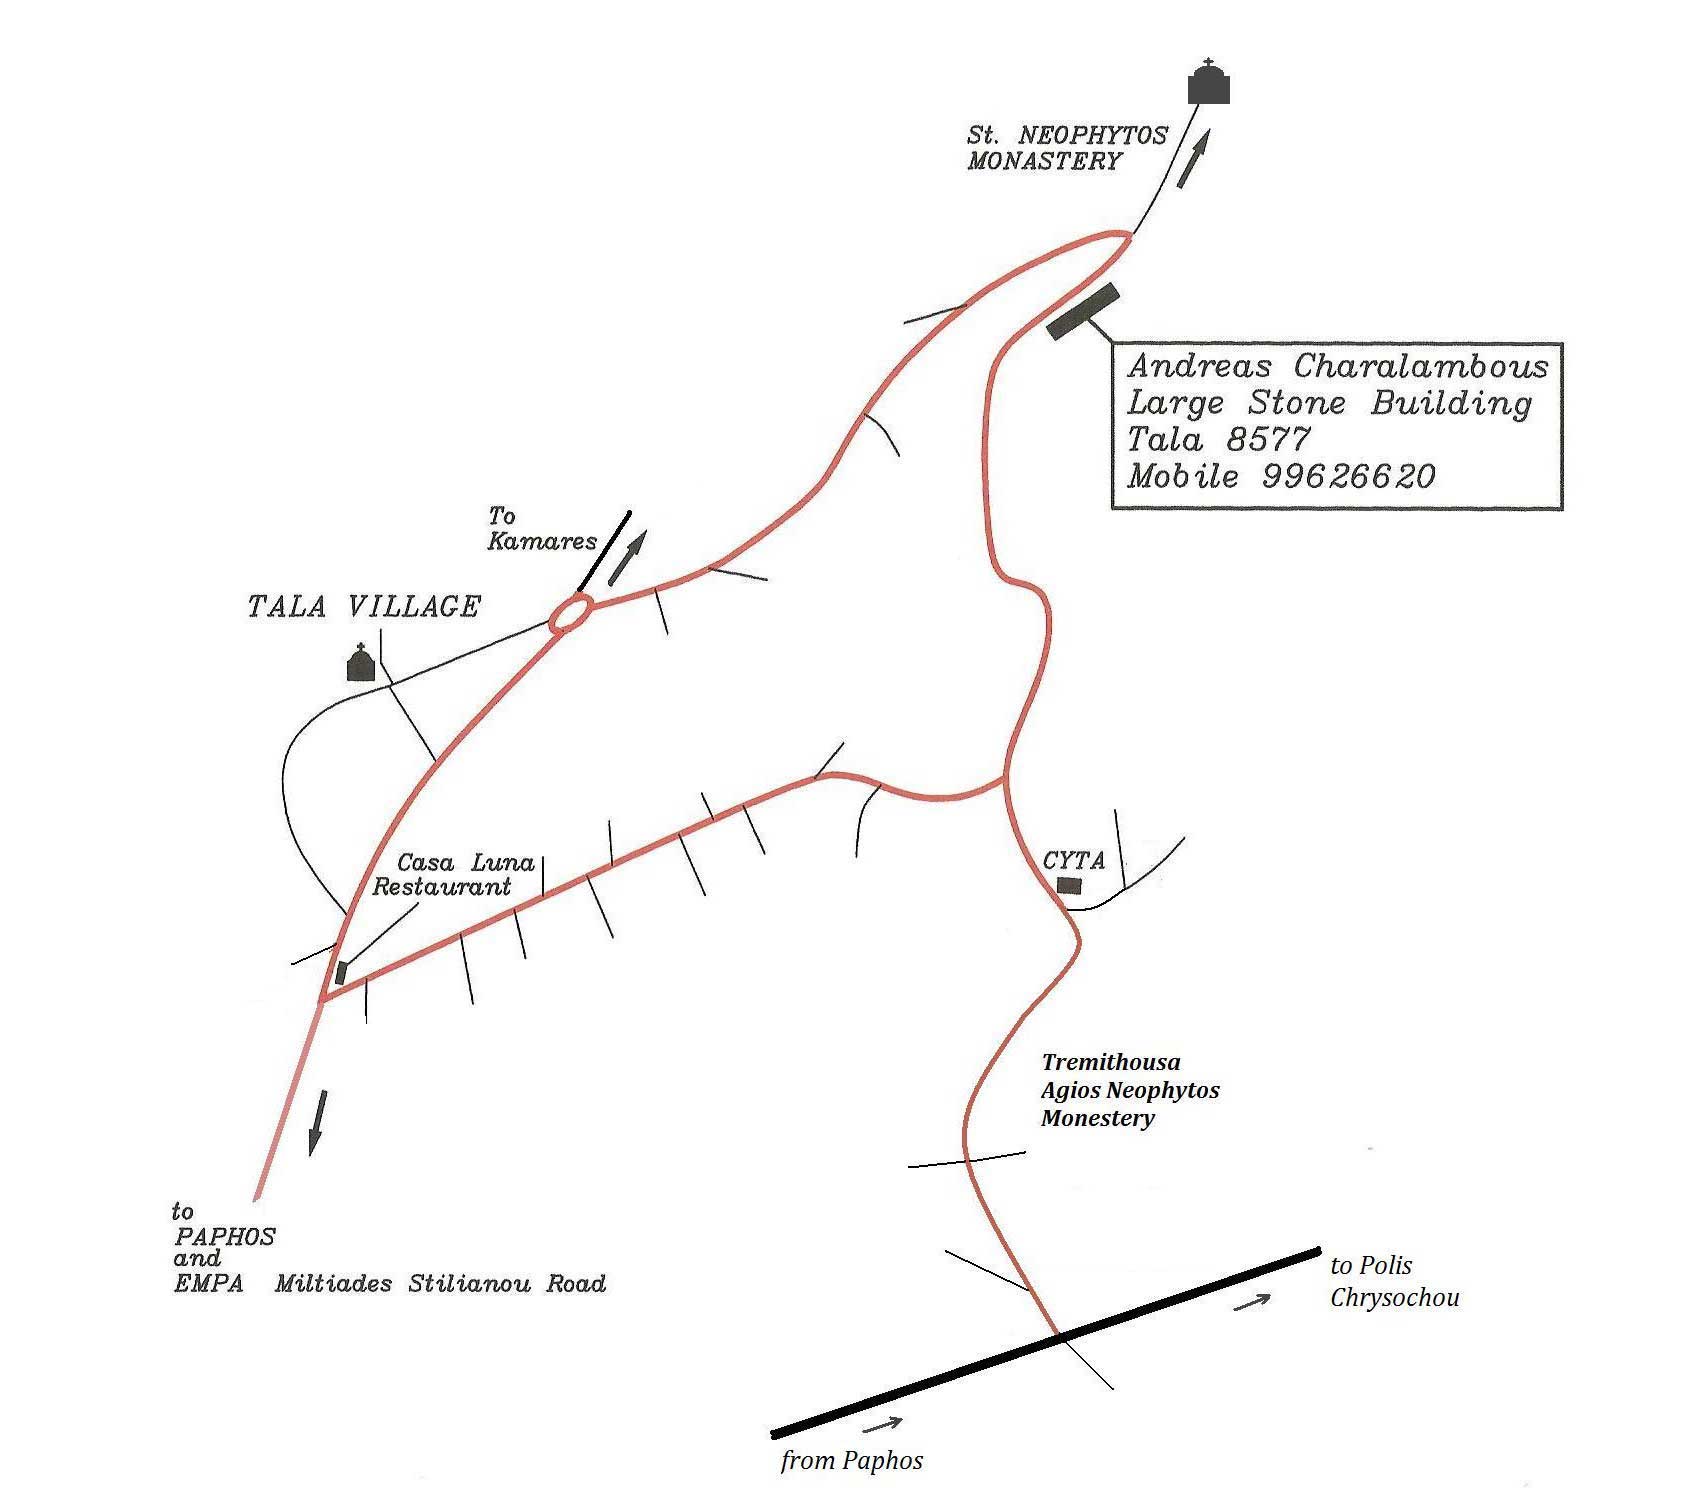 St. NEOPHYTOS
MONASTERY
Andreas Charalambous
Large Stone Building
Tala 8577
Mobile 99626620
To
Kamares
TALA VILLAGE
Casa Luna
Restaurant
CYTA
Tremithousa
Agios Neophytos
Monestery
to
PAPHOS
and
EMPA Miltiades Stilianou Road
to Polis
Chrysochou
from Paphos